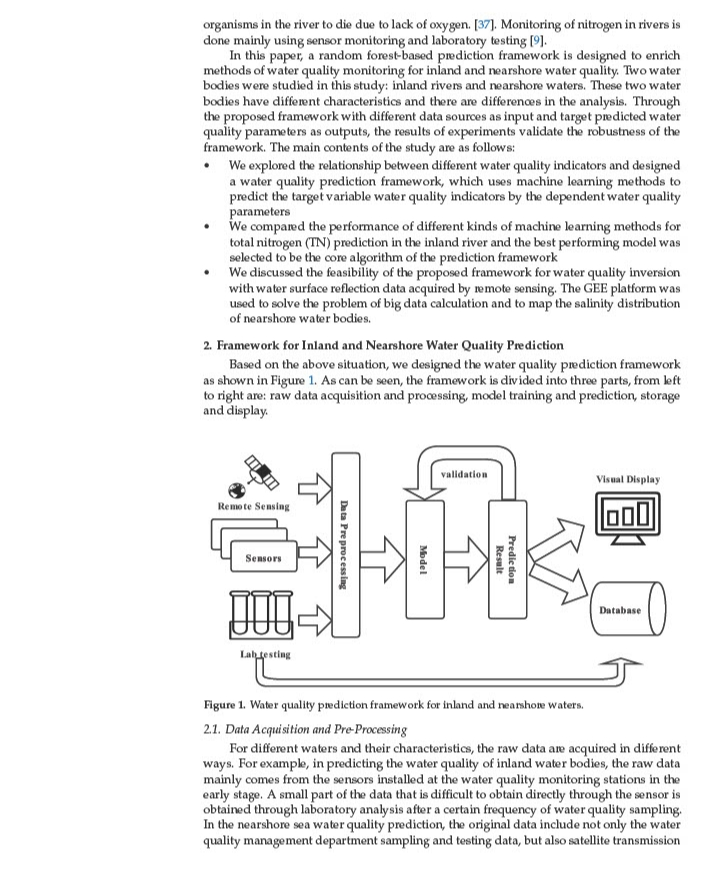 organisms in the river to die due to lack of oxygen. [37]. Monitoring of nitrogen in rivers is
done mainly using sensor monitoring and laboratory testing [9].
In this paper, a random forest-based prediction framework is designed to enrich
methods of water quality monitoring for inland and nearshore water quality. Two water
bodies were studied in this study: inland rivers and nearshore waters. These two water
bodies have different characteristics and there are differences in the analysis. Through
the proposed framework with different data sources as input and target predicted water
quality parameters as outputs, the results of experiments validate the robustness of the
framework. The main contents of the study are as follows:
• We explored the relationship between different water quality indicators and designed
a water quality prediction framework, which uses machine learning methods to
predict the target variable water quality indicators by the dependent water quality
parameters
• We compared the performance of different kinds of machine learning methods for
total nitrogen (TN) prediction in the inland river and the best performing model was
selected to be the core algorithm of the prediction framework
• We discussed the feasibility of the proposed framework for water quality inversion
with water surface reflection data acquired by remote sensing. The GEE platform was
used to solve the problem of big data calculation and to map the salinity distribution
of nearshore water bodies.
2. Framework for Inland and Nearshore Water Quality Prediction
Based on the above situation, we designed the water quality prediction framework
as shown in Figure 1. As can be seen, the framework is divided into three parts, from left
to right are: raw data acquisition and processing, model training and prediction, storage
and display.
Remote Sensing
Sensors
Lab testing
Data Preprocessing
Model
validation
Prediction
Result
Visual Display
Database
Figure 1. Water quality prediction framework for inland and nearshore waters.
2.1. Data Acquisition and Pre-Processing
For different waters and their characteristics, the raw data are acquired in different
ways. For example, in predicting the water quality of inland water bodies, the raw data
mainly comes from the sensors installed at the water quality monitoring stations in the
early stage. A small part of the data that is difficult to obtain directly through the sensor is
obtained through laboratory analysis after a certain frequency of water quality sampling.
In the nearshore sea water quality prediction, the original data include not only the water
quality management department sampling and testing data, but also satellite transmission